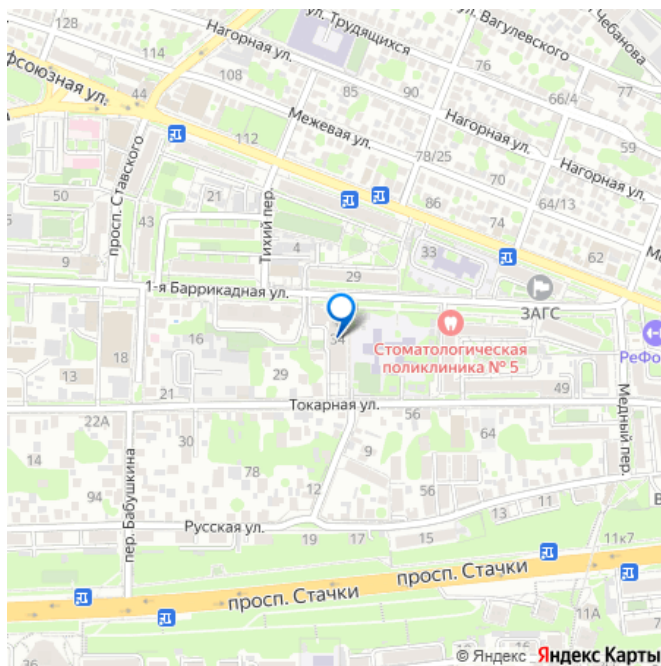 128
ул. Трудящихся
ул. Вагулевского
Чебанова
Нагорная ул.
114
76
77
фсоюзная ул.
44
108
85
90
66/4
Межевая ул.
Нагорная ул.
59
112
78/25
Нагорная ул.
70
64/13
50
просп. Ставского
21
86
74
43
Тихий пер.
4
33
62
9
29
1-я Баррикадная ул.
ЗАГС
34
16
18
Стоматологическая
поликлиника № 5
РеФо
13
29
49
21
Токарная ул.
Медный пер.
22А
30
9
64
14
78
56
94
12
56
пер. Бабушкина
13
11
Русская ул.
19
17
15
11к7
просп. Стачки
просп. Стачки
11А
36
© Яндекс Яндекс Карты